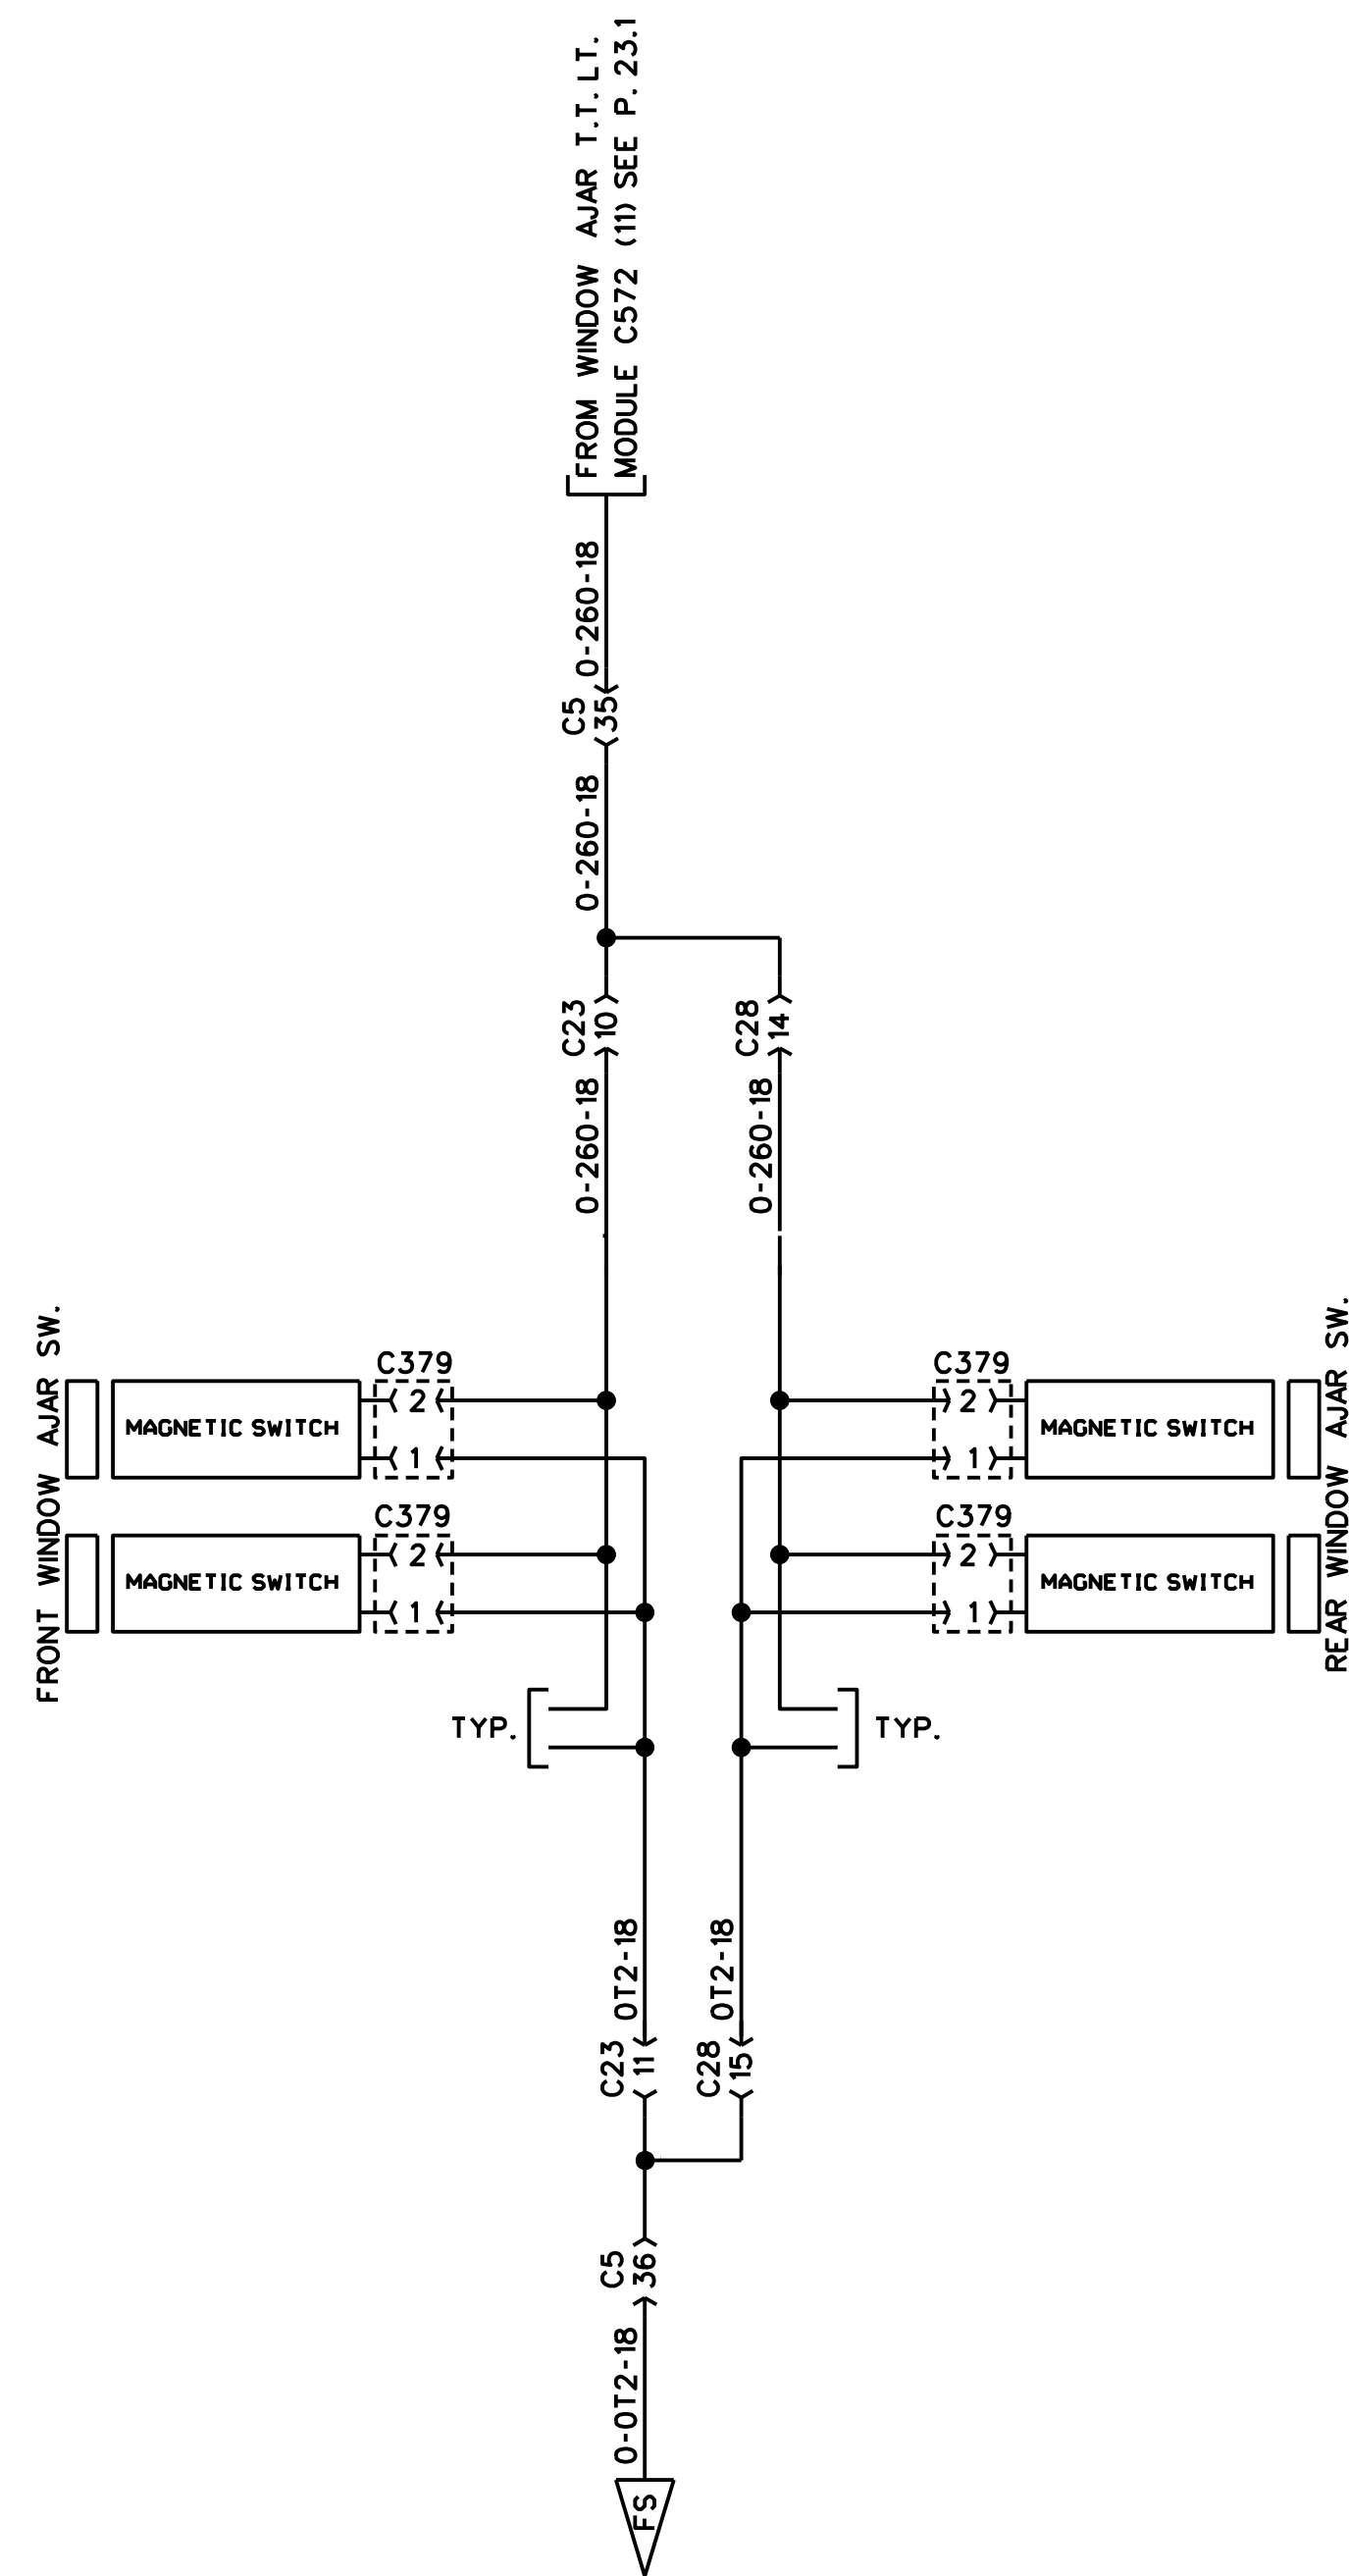 FROM WINDOW AJAR T.T. LT.
MODULE C572 (11) SEE P. 23.1
0-260-18
C5
35
0-260-18
C23
10
C28
14
0-260-18
0-260-18
FRONT WINDOW AJAR SW.
REAR WINDOW AJAR SW.
C379
C379
MAGNETIC SWITCH
2
2
MAGNETIC SWITCH
1
1
C379
C379
MAGNETIC SWITCH
2
2
MAGNETIC SWITCH
1
1
TYP.
TYP.
0T2-18
0T2-18
C23
11
C28
15
C5
36
0-0T2-18
FS